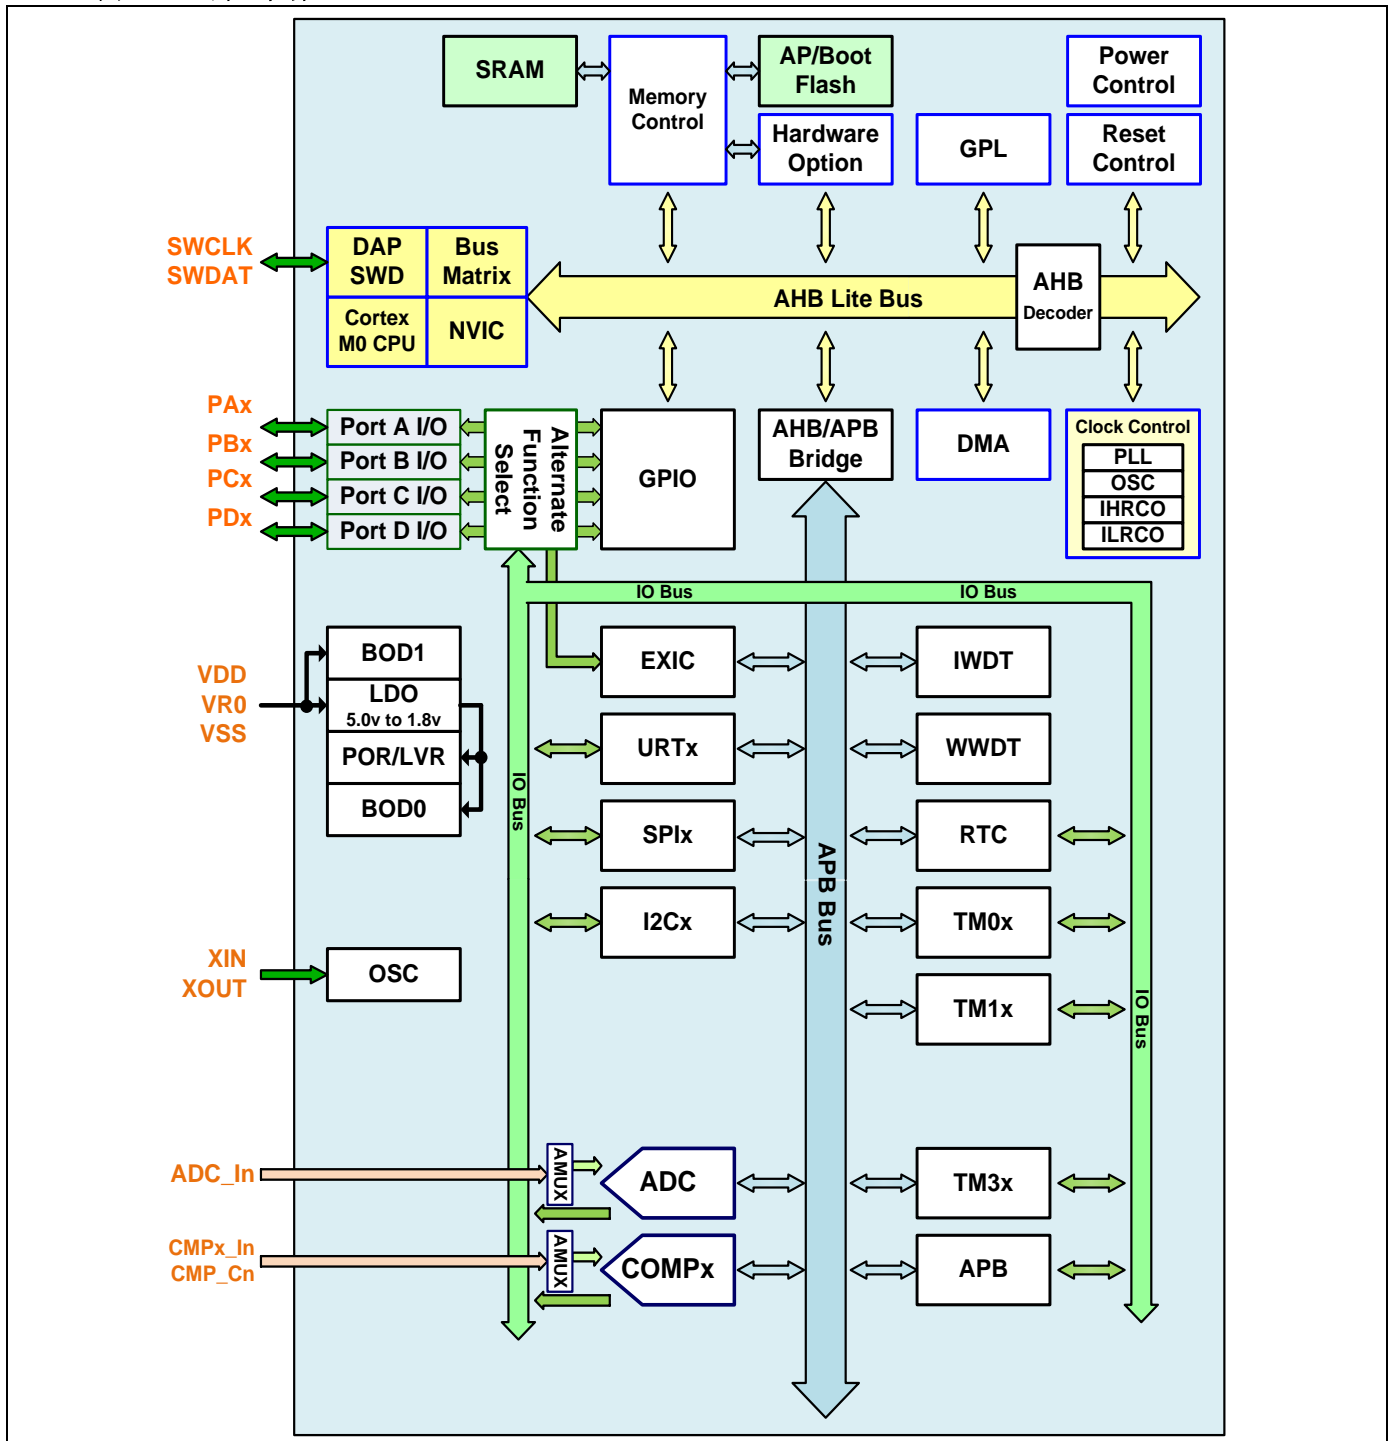 SRAM
Memory
Control
AP/Boot
Flash
Power
Control
Hardware
Option
GPL
Reset
Control
SWCLK
SWDAT
DAP
SWD
Bus
Matrix
Cortex
M0 CPU
NVIC
AHB Lite Bus
AHB
Decoder
PAx
PBx
PCx
PDx
Port A I/O
Port B I/O
Port C I/O
Port D I/O
Alternate
Function
Select
GPIO
AHB/APB
Bridge
DMA
Clock Control
PLL
OSC
IHRCO
ILRCO
IO Bus
IO Bus
VDD
VR0
VSS
BOD1
LDO
5.0v to 1.8v
POR/LVR
BOD0
IO Bus
EXIC
URTx
SPIx
I2Cx
APB Bus
IWDT
WWDT
RTC
TM0x
TM1x
IO Bus
XIN
XOUT
OSC
ADC_In
AMUX
ADC
TM3x
CMPx_In
CMP_Cn
AMUX
COMPx
APB